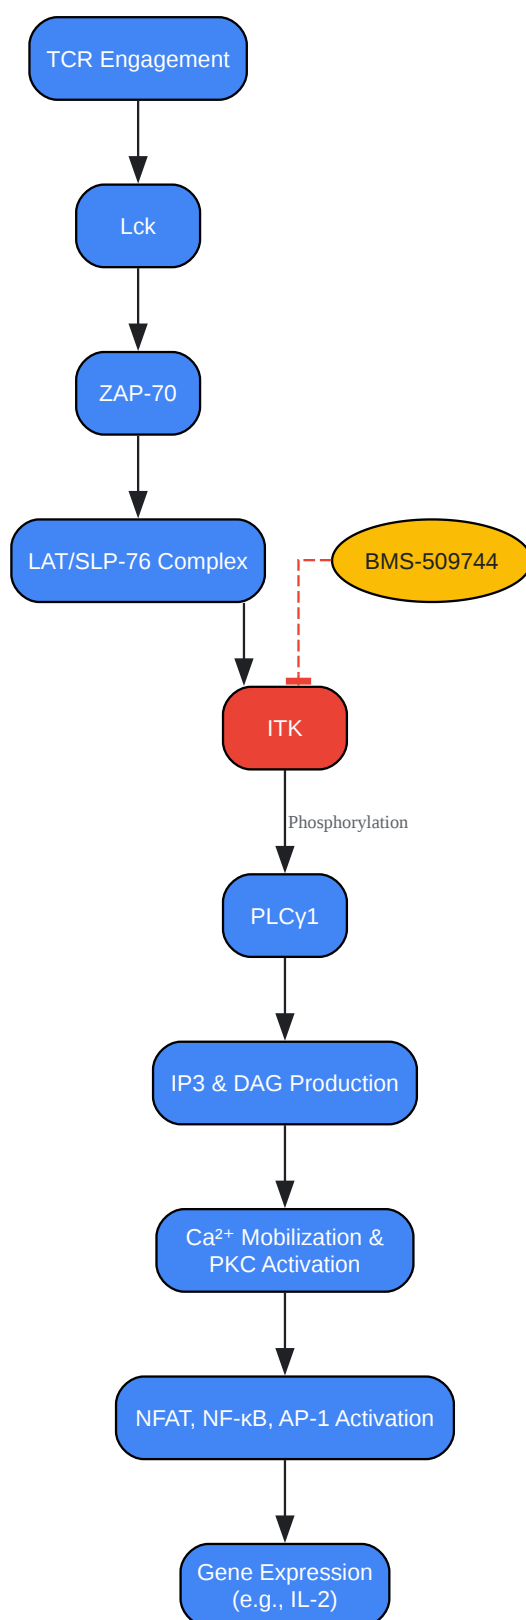 TCR Engagement
Lck
ZAP-70
LAT/SLP-76 Complex
BMS-509744
ITK
Phosphorylation
PLCγ1
IP3 & DAG Production
Ca²⁺ Mobilization &
PKC Activation
NFAT, NF-κB, AP-1 Activation
Gene Expression
(e.g., IL-2)